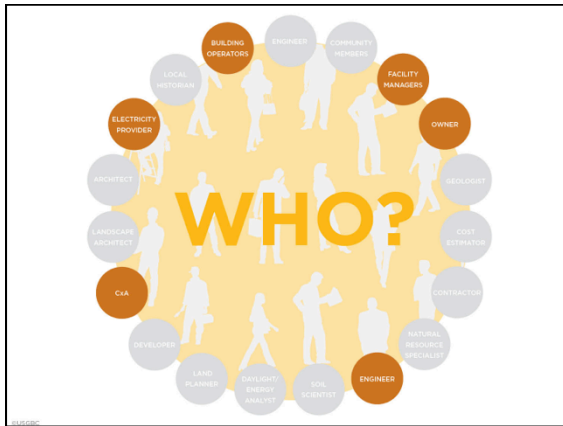 BUILDING
OPERATORS
ENGINEER
COMMUNITY
MEMBERS
FACILITY
MANAGERS
OWNER
GEOLOGIST
COST
ESTIMATOR
CONTRACTOR
NATURAL
RESOURCE
SPECIALIST
ENGINEER
SOIL
SCIENTIST
DAYLIGHT/
ENERGY
ANALYST
LAND
PLANNER
DEVELOPER
CxA
LANDSCAPE
ARCHITECT
ARCHITECT
ELECTRICITY
PROVIDER
LOCAL
HISTORIAN
WHO?
©USGBC